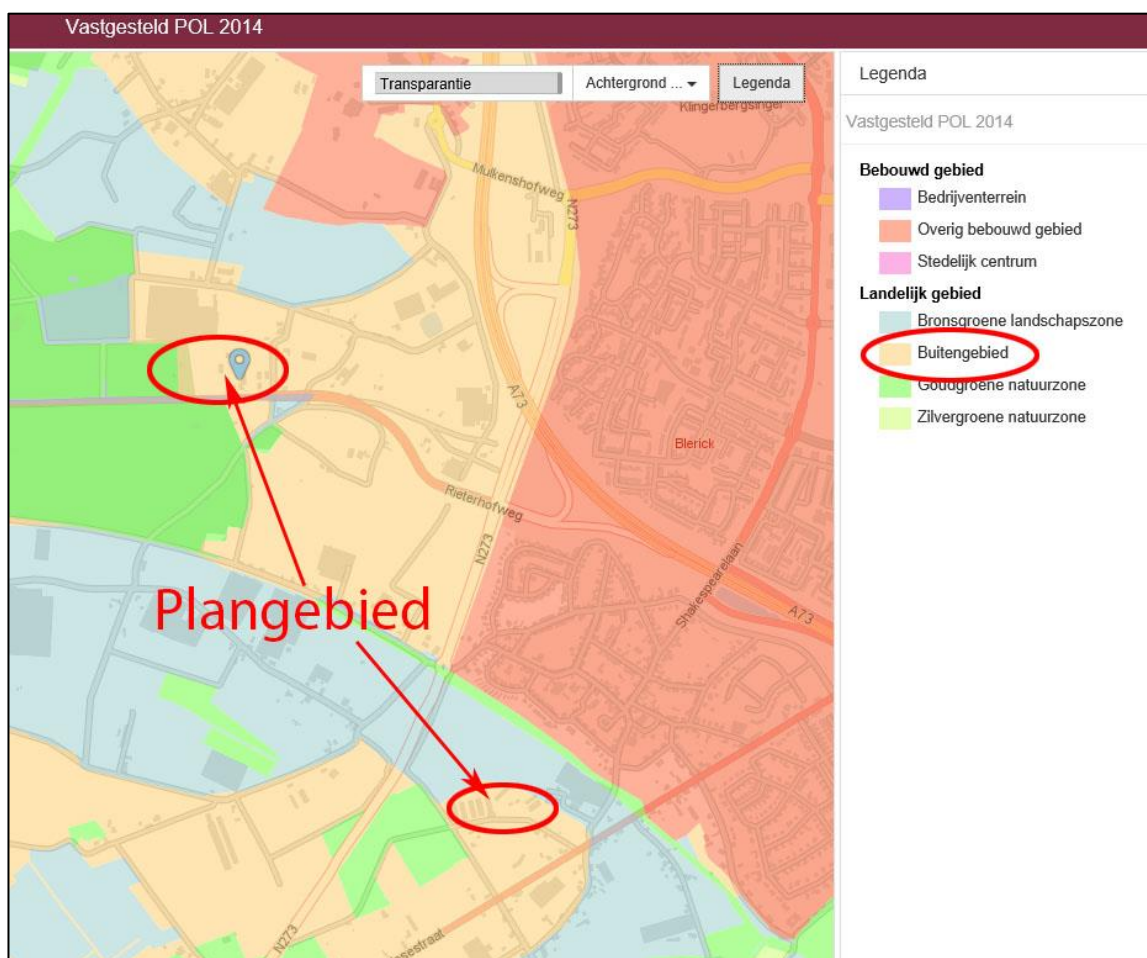 Vastgesteld POL 2014
Transparantie
Achtergrond ...
Legenda
Klingerbergsingel
Mulkenshofweg
N273
A73
Blerick
Rieterhofweg
N273
Shakespearelaan
A73
Plangebied
N273
sestraat
Legenda
Vastgesteld POL 2014
Bebouwd gebied
Bedrijventerrein
Overig bebouwd gebied
Stedelijk centrum
Landelijk gebied
Bronsgroene landschapszone
Buitengebied
Goudgroene natuurzone
Zilvergroene natuurzone